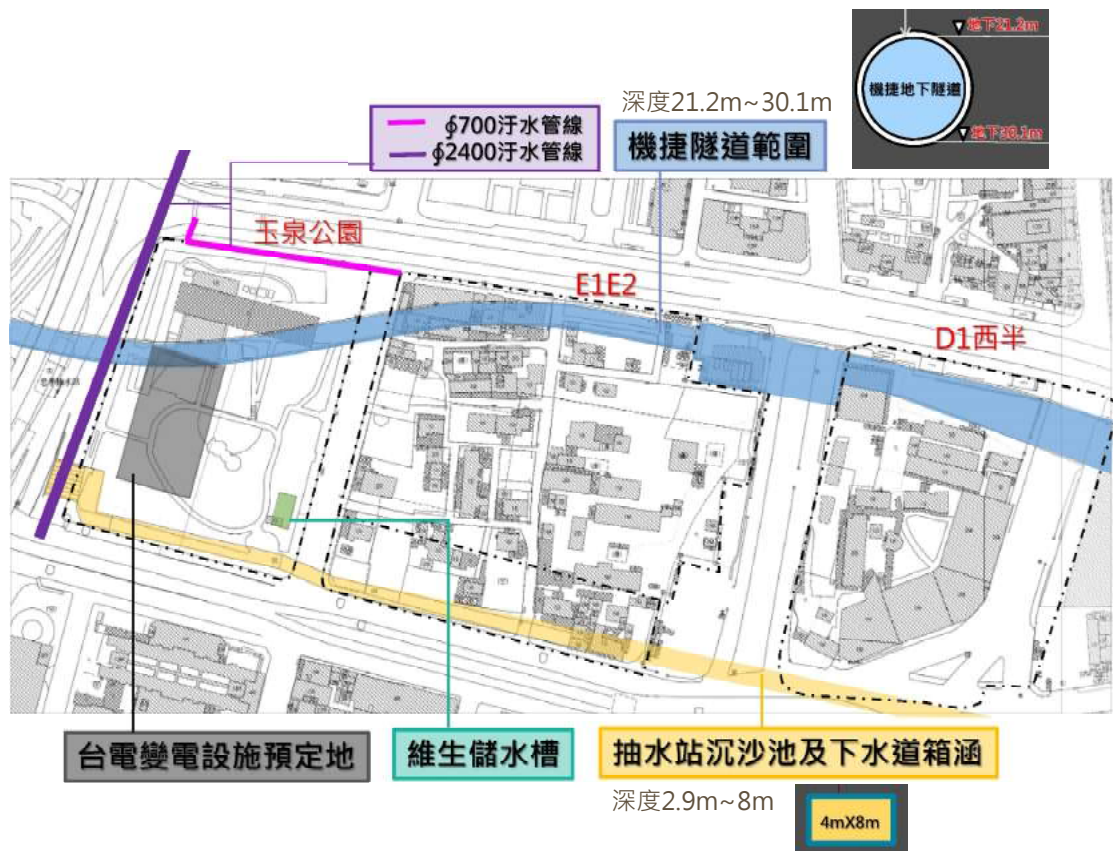 地下21.2m
機捷地下隧道
地下30.1m
深度21.2m~30.1m
∮700汙水管線
∮2400汙水管線
機捷隧道範圍
玉泉公園
E1E2
D1西半
台電變電設施預定地
維生儲水槽
抽水站沉沙池及下水道箱涵
深度2.9m~8m
4mX8m